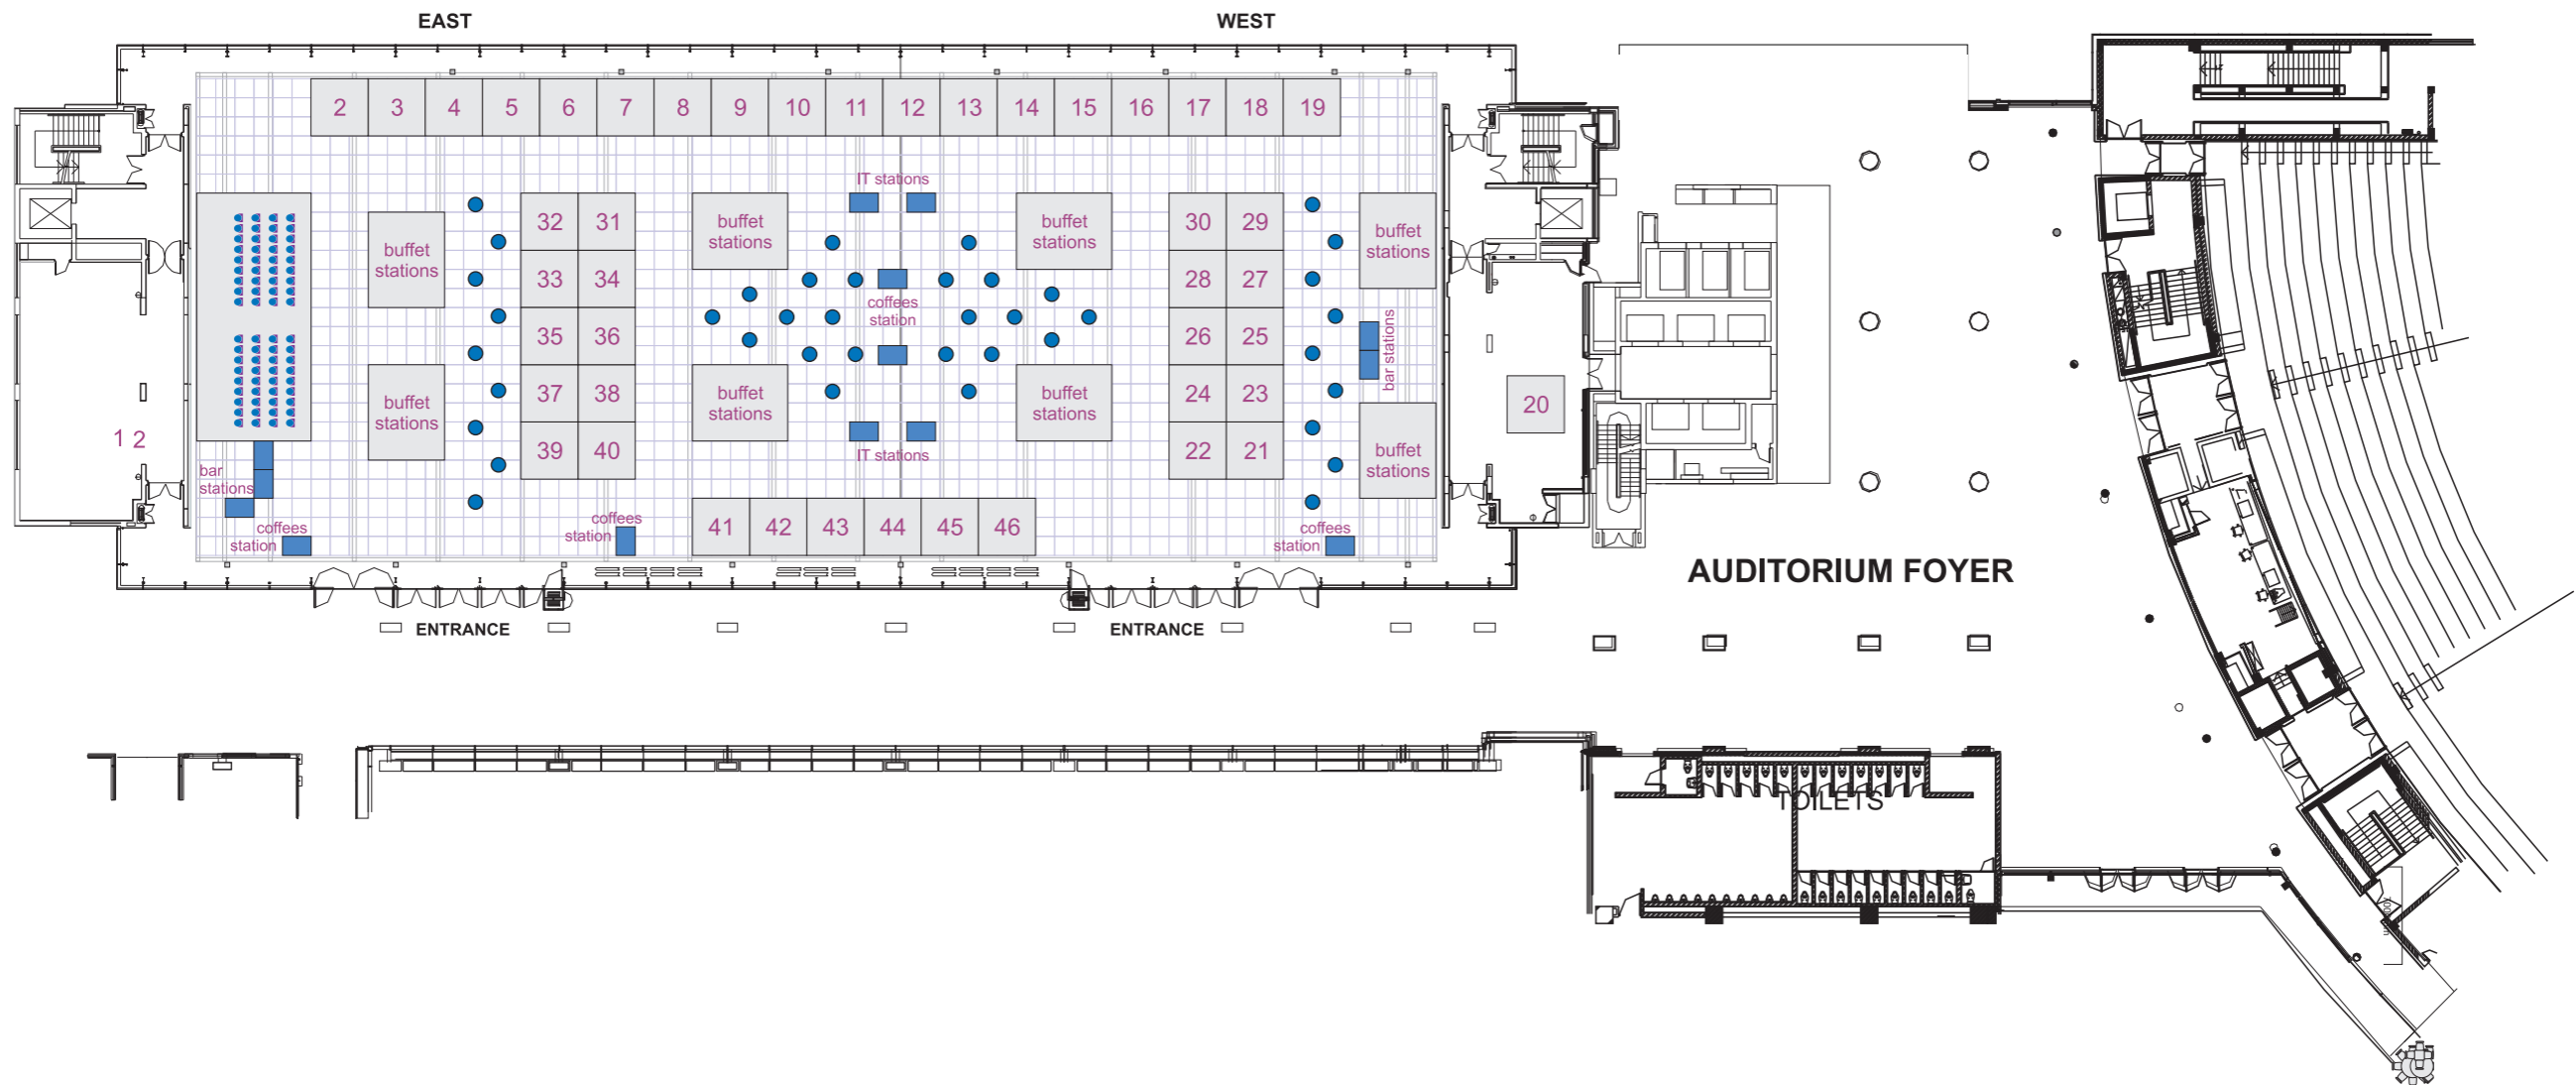 EAST
WEST
2 3 4 5 6 7 8 9 10 11 12 13 14 15 16 17 18 19
IT stations
32 31
buffet
stations
buffet
stations
30 29
buffet
stations
buffet
stations
33 34
28 27
coffees
station
35 36
26 25
bar stations
buffet
stations
37 38
buffet
stations
buffet
stations
24 23
20
1 2
39 40
IT stations
22 21
buffet
stations
bar
stations
coffees
station
coffees
station
41 42 43 44 45 46
coffees
station
AUDITORIUM FOYER
ENTRANCE
ENTRANCE
TOILETS